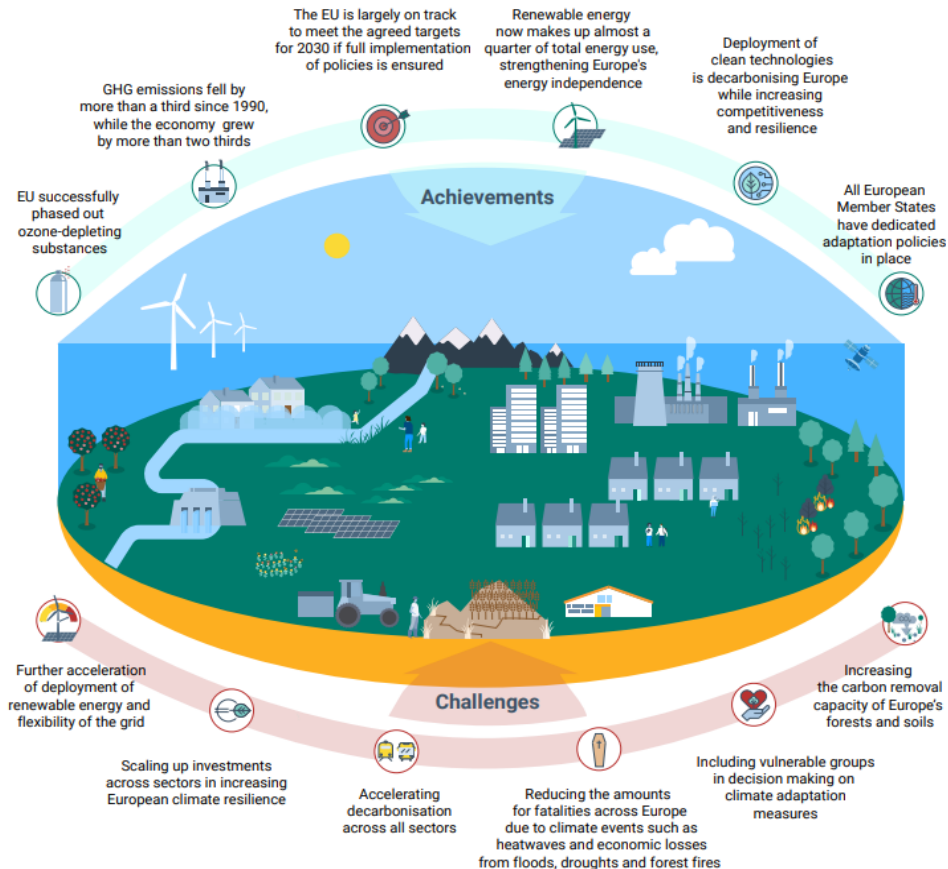 The EU is largely on track
to meet the agreed targets
for 2030 if full implementation
of policies is ensured
Renewable energy
now makes up almost a
quarter of total energy use,
strengthening Europe's
energy independence
Deployment of
clean technologies
is decarbonising Europe
while increasing
competitiveness
and resilience
GHG emissions fell by
more than a third since 1990,
while the economy grew
by more than two thirds
EU successfully
phased out
ozone-depleting
substances
All European
Member States
have dedicated
adaptation policies
in place
Achievements
Challenges
Further acceleration
of deployment of
renewable energy and
flexibility of the grid
Scaling up investments
across sectors in increasing
European climate resilience
Accelerating
decarbonisation
across all sectors
Reducing the amounts
for fatalities across Europe
due to climate events such as
heatwaves and economic losses
from floods, droughts and forest fires
Including vulnerable groups
in decision making on
climate adaptation
measures
Increasing
the carbon removal
capacity of Europe's
forests and soils